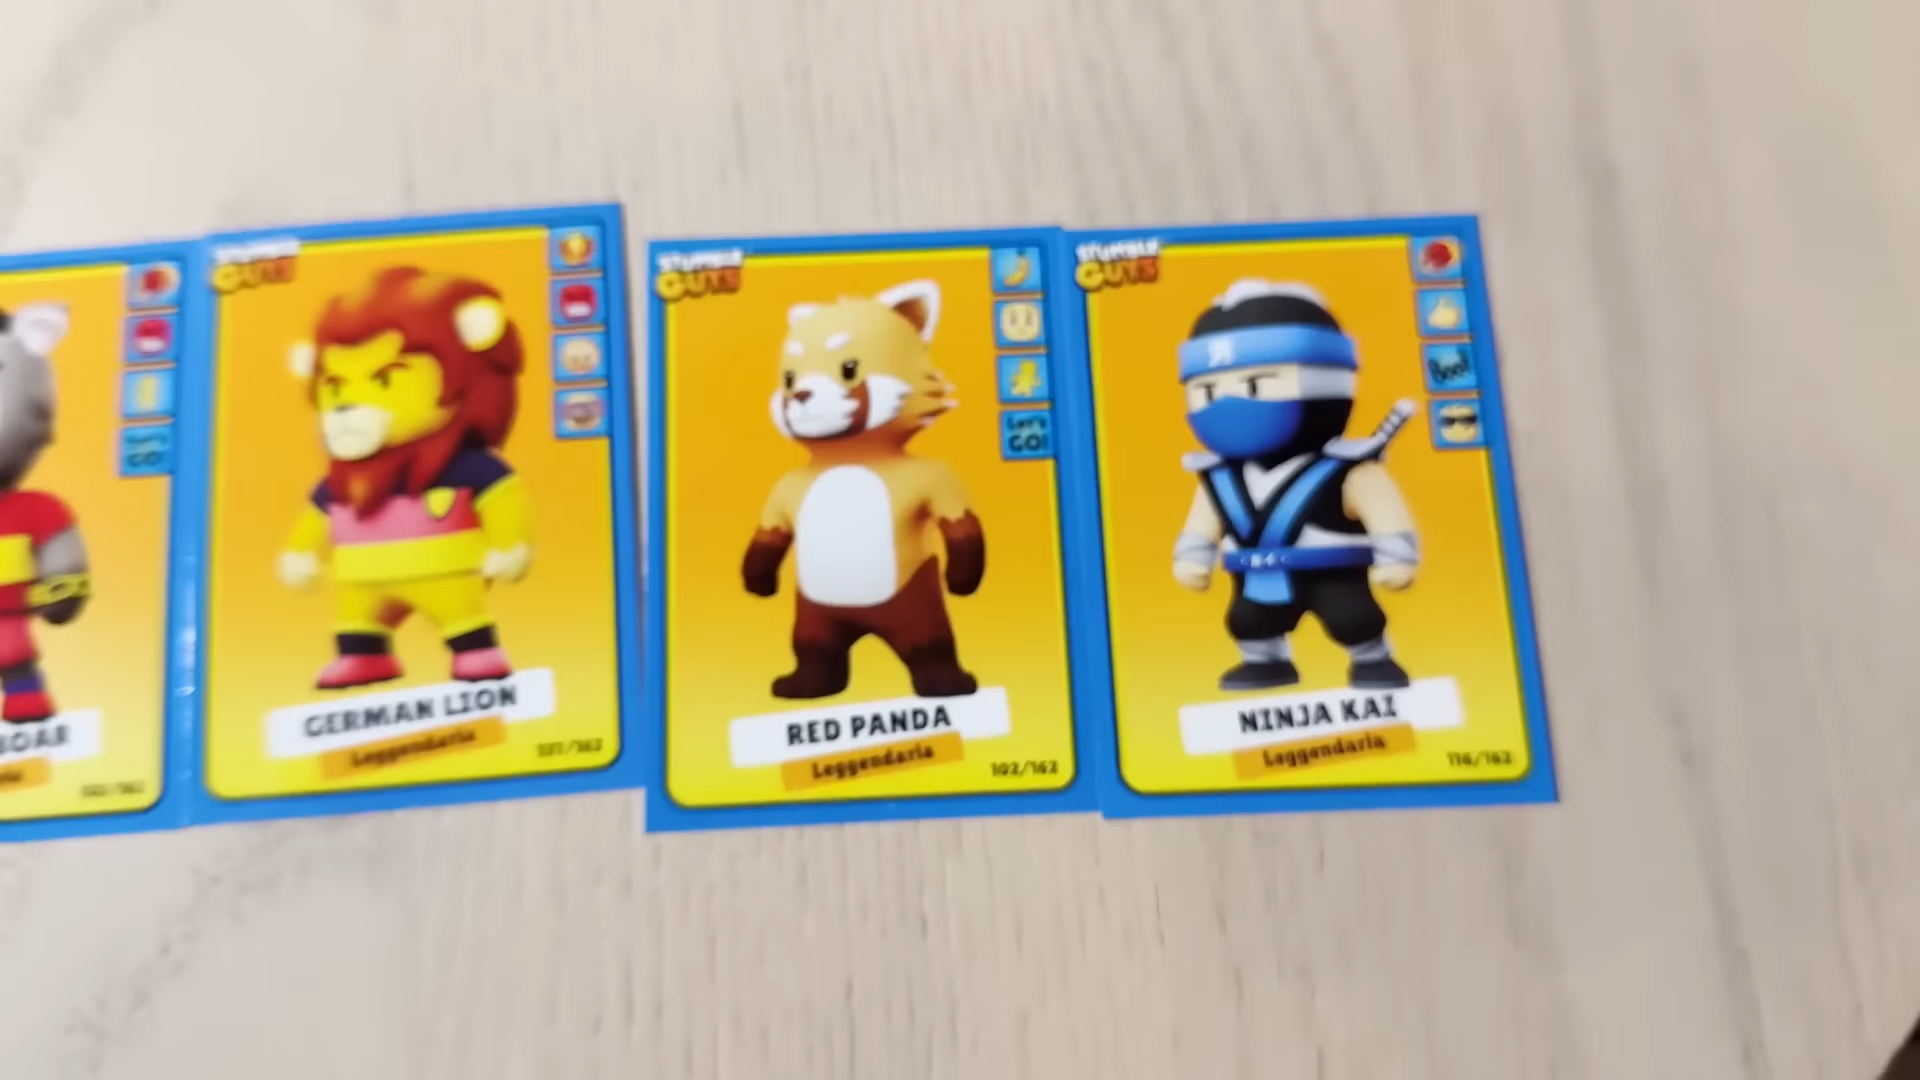 BOAR
STUMBLE
GUYS
GERMAN LION
Leggendaria
STUMBLE
GUYS
Let's
GO!
RED PANDA
Leggendaria
102/162
STUMBLE
GUYS
Boo!
NINJA KAI
Leggendaria
116/162